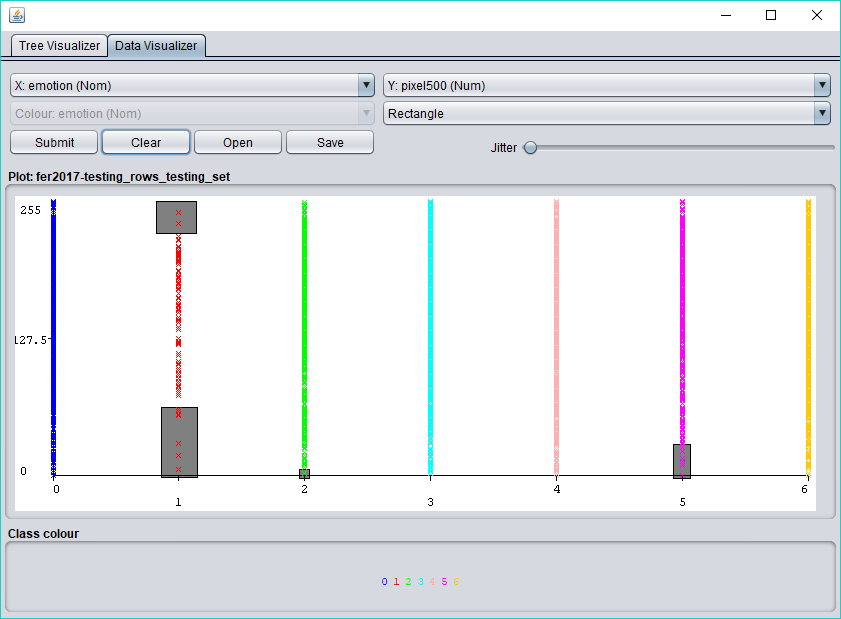 Tree Visualizer Data Visualizer
X: emotion (Nom) Y: pixel500 (Num)
Colour: emotion (Nom) Rectangle
Submit Clear Open Save Jitter
Plot: fer2017-testing_rows_testing_set
255
127.5
0
0 2 4 6
1 3 5
Class colour
0 1 2 3 4 5 6